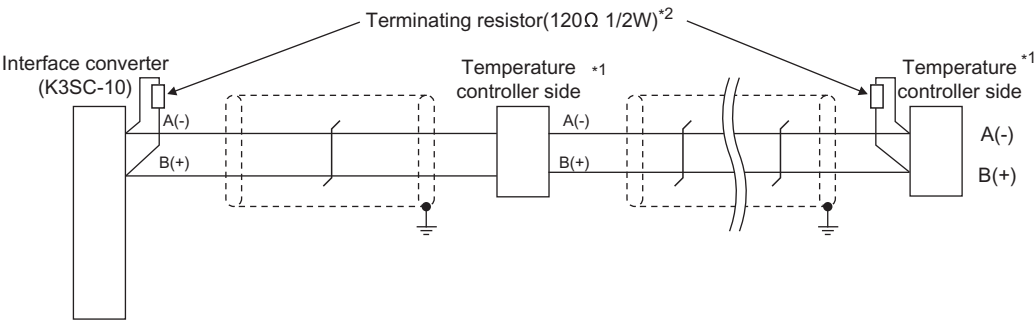 Terminating resistor(120Ω 1/2W)*2
Interface converter
(K3SC-10)
Temperature *1
controller side
Temperature *1
controller side
A(-)
B(+)
A(-)
B(+)
A(-)
B(+)